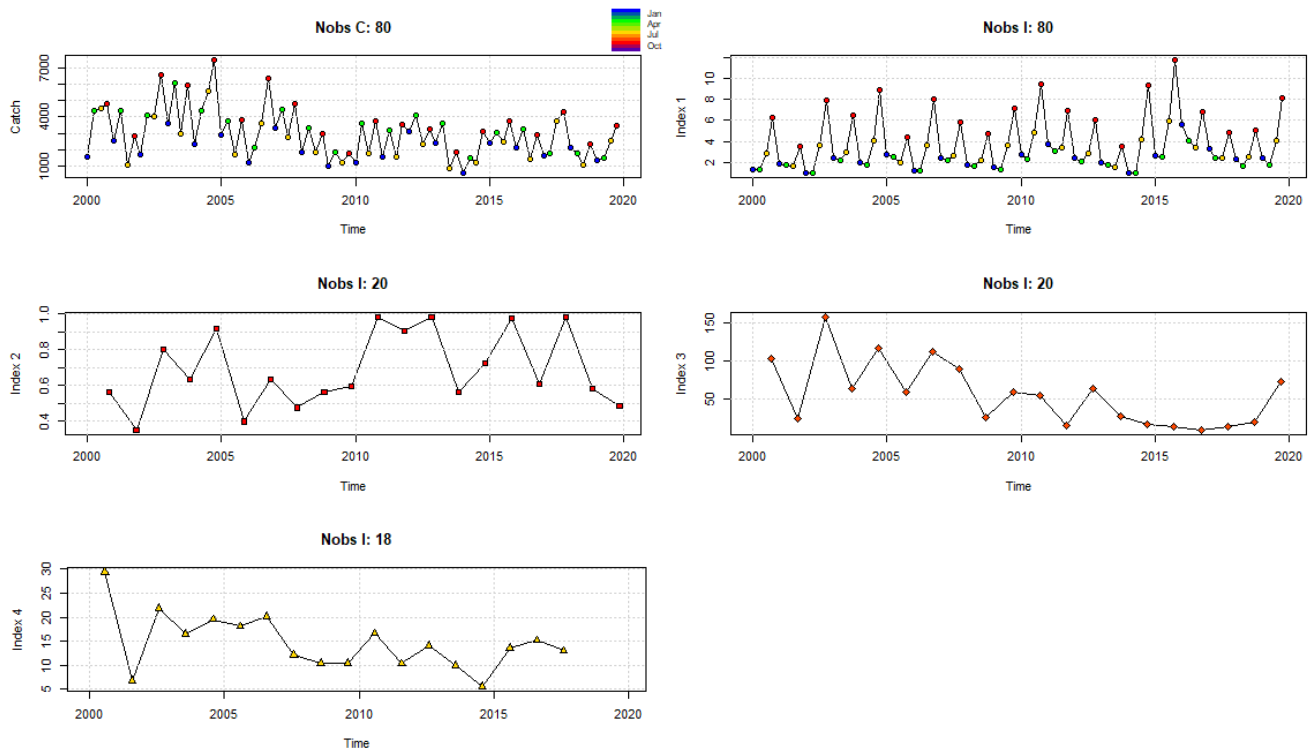 Nobs C: 80
Jan
Apr
Jul
Oct
Catch
1000 4000 7000
2000 2005 2010 2015 2020
Time
Nobs I: 80
Index 1
2 4 6 8 10
2000 2005 2010 2015 2020
Time
Nobs I: 20
Index 2
0.4 0.6 0.8 1.0
2000 2005 2010 2015 2020
Time
Nobs I: 20
Index 3
50 100 150
2000 2005 2010 2015 2020
Time
Nobs I: 18
Index 4
5 10 15 20 25 30
2000 2005 2010 2015 2020
Time